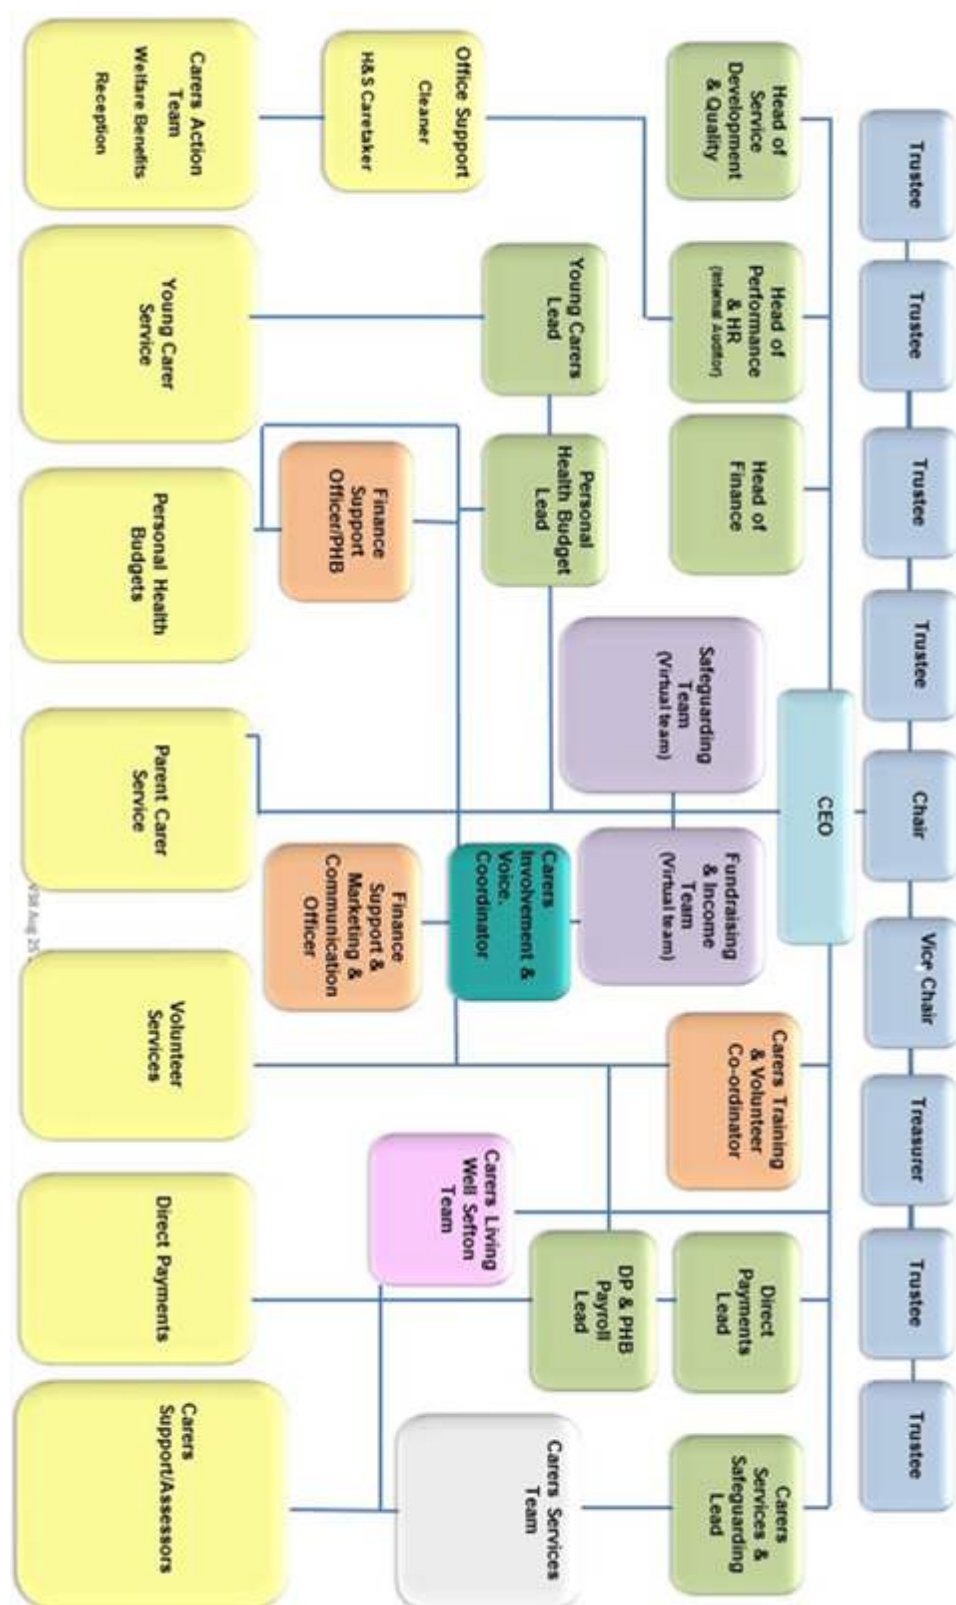 Trustee
Trustee
Trustee
Trustee
Chair
Vice Chair
Treasurer
Trustee
Trustee
CEO
Head of
Service
Development
& Quality
Head of
Performance
& HR
(Internal Auditor)
Head of
Finance
Safeguarding
Team
(Virtual team)
Fundraising
& Income
Team
(Virtual team)
Carers Training
& Volunteer
Co-ordinator
Direct
Payments
Lead
Carers
Services &
Safeguarding
Lead
Young Carers
Lead
Personal
Health Budget
Lead
Carers
Involvement &
Voice.
Coordinator
DP & PHB
Payroll
Lead
Office Support
Cleaner
H&S Caretaker
Finance
Support
Officer/PHB
Finance
Support &
Marketing &
Communication
Officer
Carers Living
Well Sefton
Team
Carers Services
Team
Carers Action
Team
Welfare Benefits
Reception
Young Carer
Service
Personal Health
Budgets
Parent Carer
Service
Volunteer
Services
Direct Payments
Carers
Support/Assessors
Aug 25